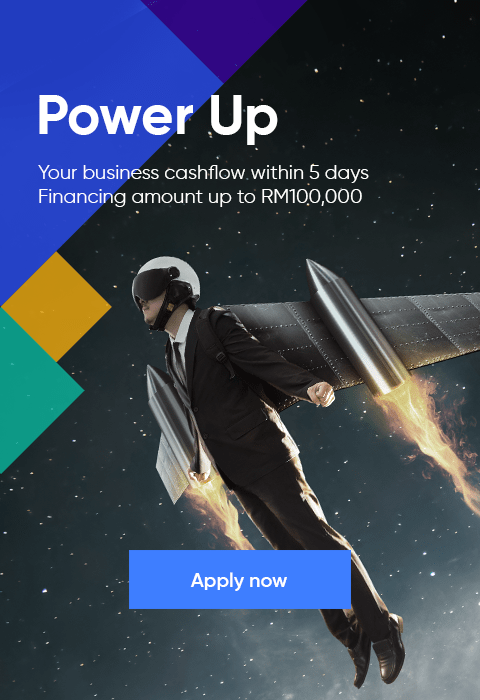 Power Up
Your business cashflow within 5 days
Financing amount up to RM100,000
Apply now